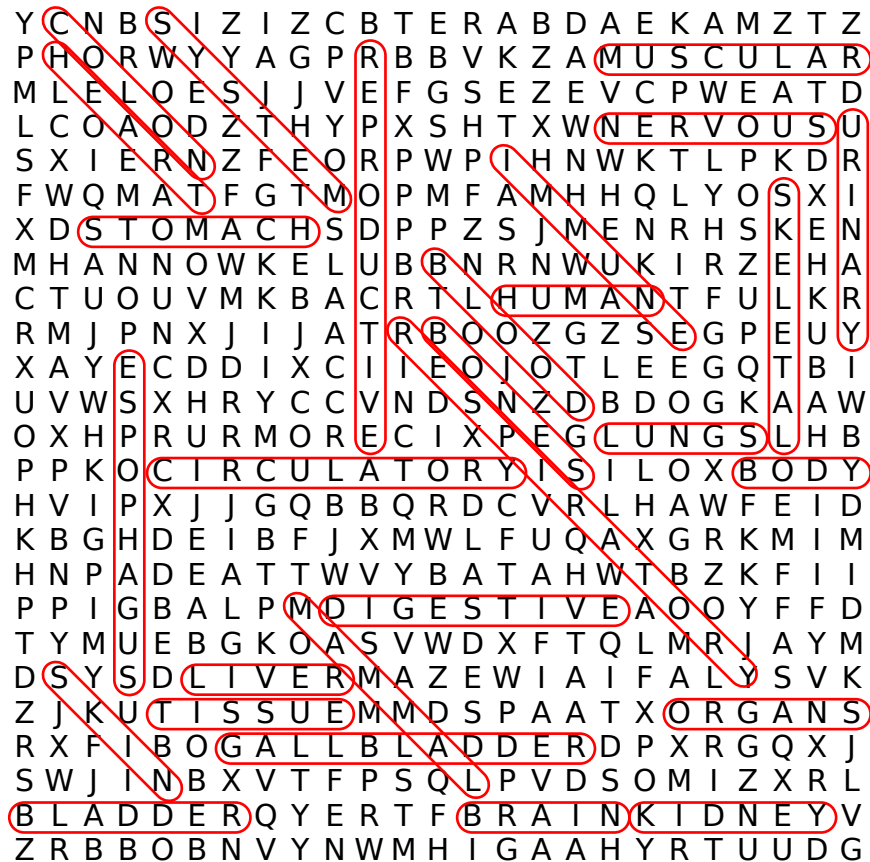 Y C N B S I Z I Z C B T E R A B D A E K A M Z T Z
P H O R W Y Y A G P R B B V K Z A M U S C U L A R
M L E L O E S J J V E F G S E Z E V C P W E A T D
L C O A O D Z T H Y P X S H T X W N E R V O U S U
S X I E R N Z F E O R P W P I H N W K T L P K D R
F W Q M A T F G T M O P M F A M H H Q L Y O S X I
X D S T O M A C H S D P P Z S J M E N R H S K E N
M H A N N O W K E L U B B N R N W U K I R Z E H A
C T U O U V M K B A C R T L H U M A N T F U L K R
R M J P N X J I J A T R B O O Z G Z S E G P E U Y
X A Y E C D D I X C I I E O J O T L E E G Q T B I
U V W S X H R Y C C V N D S N Z D B D O G K A A W
O X H P R U R M O R E C I X P E G L U N G S L H B
P P K O C I R C U L A T O R Y I S I L O X B O D Y
H V I P X J J G Q B B Q R D C V R L H A W F E I D
K B G H D E I B F J X M W L F U Q A X G R K M I M
H N P A D E A T T W V Y B A T A H W T B Z K F I I
P P I G B A L P M D I G E S T I V E A O O Y F F D
T Y M U E B G K O A S V W D X F T Q L M R J A Y M
D S Y S D L I V E R M A Z E W I A I F A L Y S V K
Z J K U T I S S U E M M D S P A A T X O R G A N S
R X F I B O G A L L B L A D D E R D P X R G Q X J
S W J I N B X V T F P S Q L P V D S O M I Z X R L
B L A D D E R Q Y E R T F B R A I N K I D N E Y V
Z R B B O B N V Y N W M H I G A A H Y R T U U D G